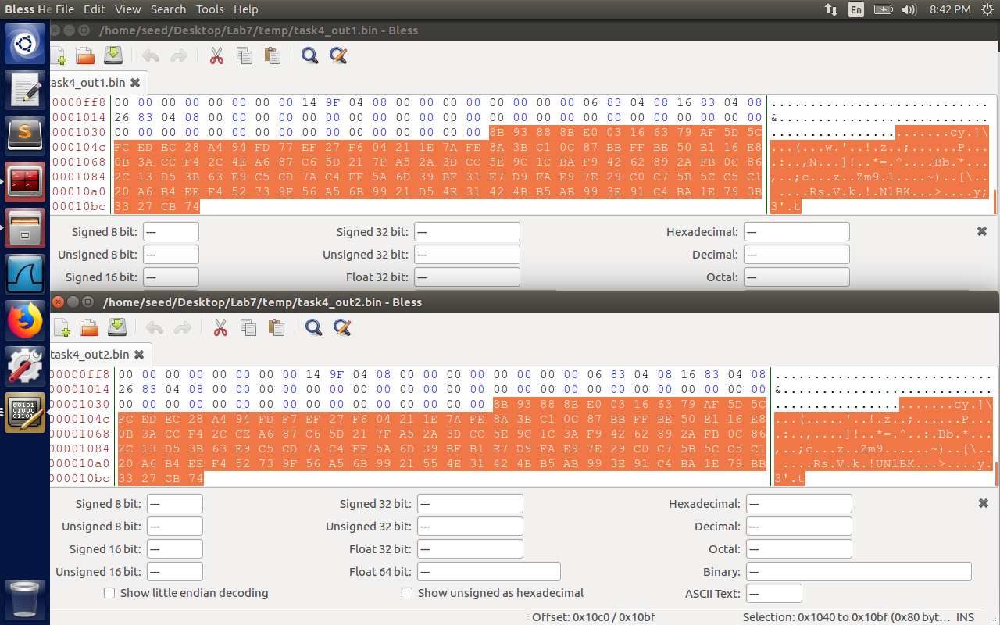 Bless He File Edit View Search Tools Help En 8:42 PM
/home/seed/Desktop/Lab7/temp/task4_out1.bin - Bless
task4_out1.bin
0000ff8 00 00 00 00 00 00 00 00 14 9F 04 08 00 00 00 00 00 00 00 00 06 83 04 08 16 83 04 08 ............................
0001014 26 83 04 08 00 00 00 00 00 00 00 00 00 00 00 00 00 00 00 00 00 00 00 00 00 00 00 00 &...........................
0001030 00 00 00 00 00 00 00 00 00 00 00 00 00 00 00 00 8B 93 88 8B E0 03 16 63 79 AF 5D 5C .......................cy.]\
000104c FC ED EC 28 A4 94 FD 77 EF 27 F6 04 21 1E 7A FE 8A 3B C1 0C 87 BB FF BE 50 E1 16 E8 ...(...w.'..!.z..;......P...
0001068 0B 3A CC F4 2C 4E A6 87 C6 5D 21 7F A5 2A 3D CC 5E 9C 1C BA F9 42 62 89 2A FB 0C 86 .:..,N...]!..*=.^....Bb.*...
0001084 2C 13 D5 3B 63 E9 C5 CD 7A C4 FF 5A 6D 39 BF 31 E7 D9 FA E9 7E 29 C0 C7 5B 5C C5 C1 ,..;c...z..Zm9.1....~)..[\..
00010a0 20 A6 B4 EE F4 52 73 9F 56 A5 6B 99 21 D5 4E 31 42 4B B5 AB 99 3E 91 C4 BA 1E 79 3B ....Rs.V.k.!.N1BK...>....y;
00010bc 33 27 CB 74 3'.t
Signed 8 bit: --- Signed 32 bit: --- Hexadecimal: ---
Unsigned 8 bit: --- Unsigned 32 bit: --- Decimal: ---
Signed 16 bit: --- Float 32 bit: --- Octal: ---
/home/seed/Desktop/Lab7/temp/task4_out2.bin - Bless
task4_out2.bin
00000ff8 00 00 00 00 00 00 00 00 14 9F 04 08 00 00 00 00 00 00 00 00 06 83 04 08 16 83 04 08 ............................
00001014 26 83 04 08 00 00 00 00 00 00 00 00 00 00 00 00 00 00 00 00 00 00 00 00 00 00 00 00 &...........................
00001030 00 00 00 00 00 00 00 00 00 00 00 00 00 00 00 00 8B 93 88 8B E0 03 16 63 79 AF 5D 5C .......................cy.]\
0000104c FC ED EC 28 A4 94 FD F7 EF 27 F6 04 21 1E 7A FE 8A 3B C1 0C 87 BB FF BE 50 E1 16 E8 ...(.....'..!.z..;......P...
00001068 0B 3A CC F4 2C CE A6 87 C6 5D 21 7F A5 2A 3D CC 5E 9C 1C 3A F9 42 62 89 2A FB 0C 86 .:..,....]!..*=.^..:.Bb.*...
00001084 2C 13 D5 3B 63 E9 C5 CD 7A C4 FF 5A 6D 39 BF B1 E7 D9 FA E9 7E 29 C0 C7 5B 5C C5 C1 ,..;c...z..Zm9......~)..[\..
000010a0 20 A6 B4 EE F4 52 73 9F 56 A5 6B 99 21 55 4E 31 42 4B B5 AB 99 3E 91 C4 BA 1E 79 BB ....Rs.V.k.!UN1BK...>....y.
000010bc 33 27 CB 74 3'.t
Signed 8 bit: --- Signed 32 bit: --- Hexadecimal: ---
Unsigned 8 bit: --- Unsigned 32 bit: --- Decimal: ---
Signed 16 bit: --- Float 32 bit: --- Octal: ---
Unsigned 16 bit: --- Float 64 bit: --- Binary: ---
Show little endian decoding Show unsigned as hexadecimal ASCII Text: ---
Offset: 0x10c0 / 0x10bf Selection: 0x1040 to 0x10bf (0x80 byt... INS